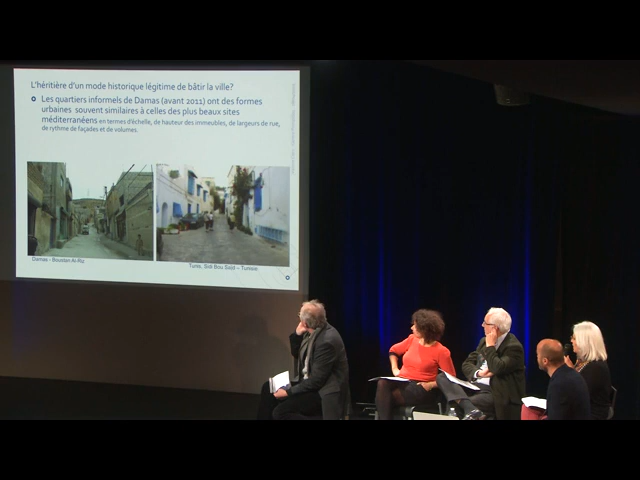 L'héritière d'un mode historique légitime de bâtir la ville?
Les quartiers informels de Damas (avant 2011) ont des formes
urbaines souvent similaires à celles des plus beaux sites
méditerranéens en termes d'échelle, de hauteur des immeubles, de largeurs de rue,
de rythme de façades et de volumes.
Damas - Boustan Al-Riz
Tunis, Sidi Bou Saïd – Tunisie